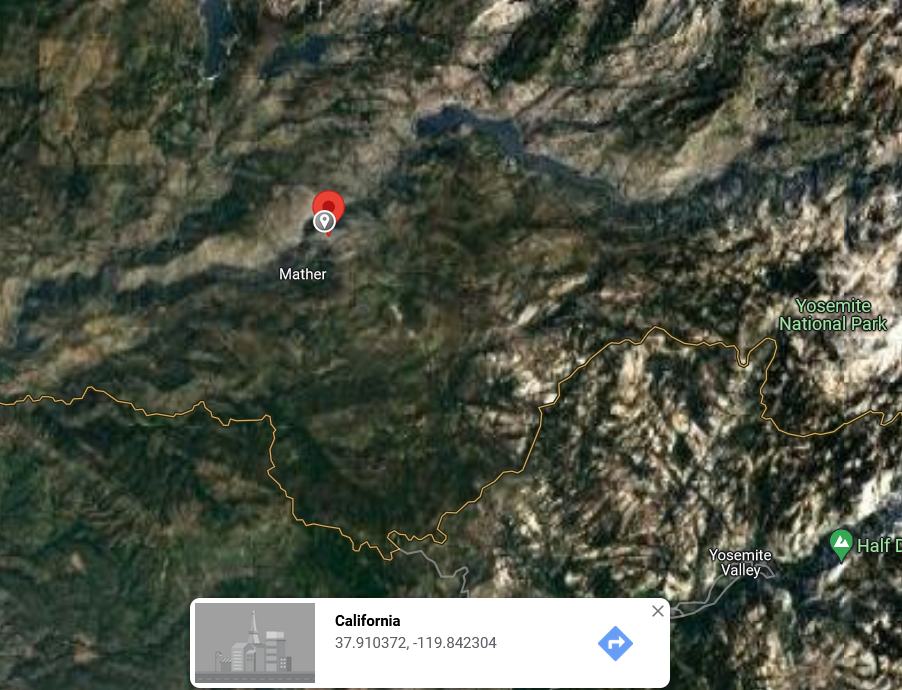 Mather
Yosemite
National Park
Yosemite
Valley
Half D
California
37.910372, -119.842304